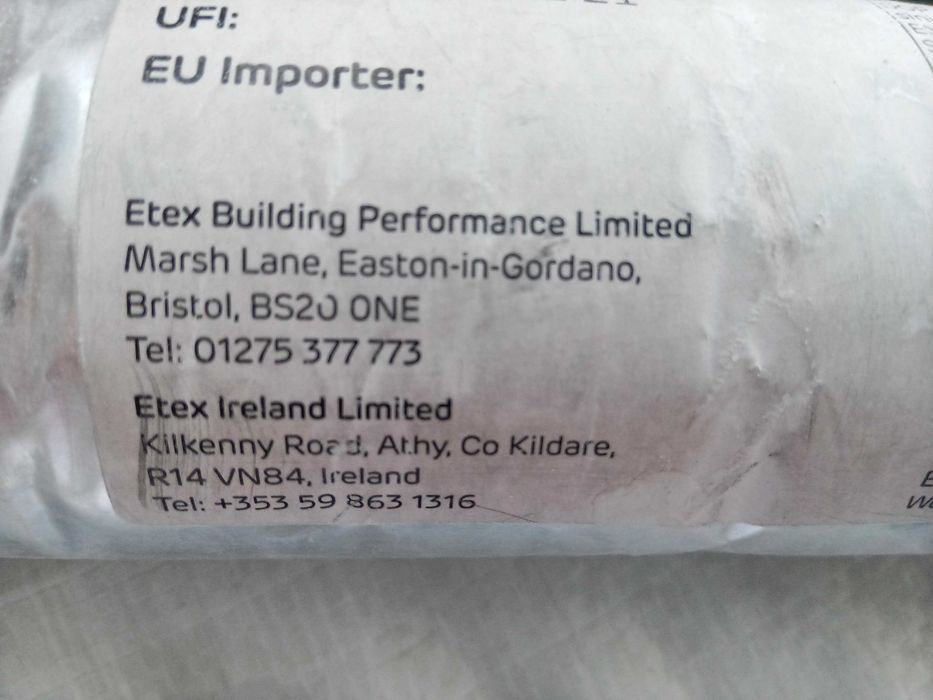 UFI:
EU Importer:
Etex Building Performance Limited
Marsh Lane, Easton-in-Gordano,
Bristol, BS20 0NE
Tel: 01275 377 773
Etex Ireland Limited
Kilkenny Road, Athy, Co Kildare,
R14 VN84, Ireland
Tel: +353 59 863 1316